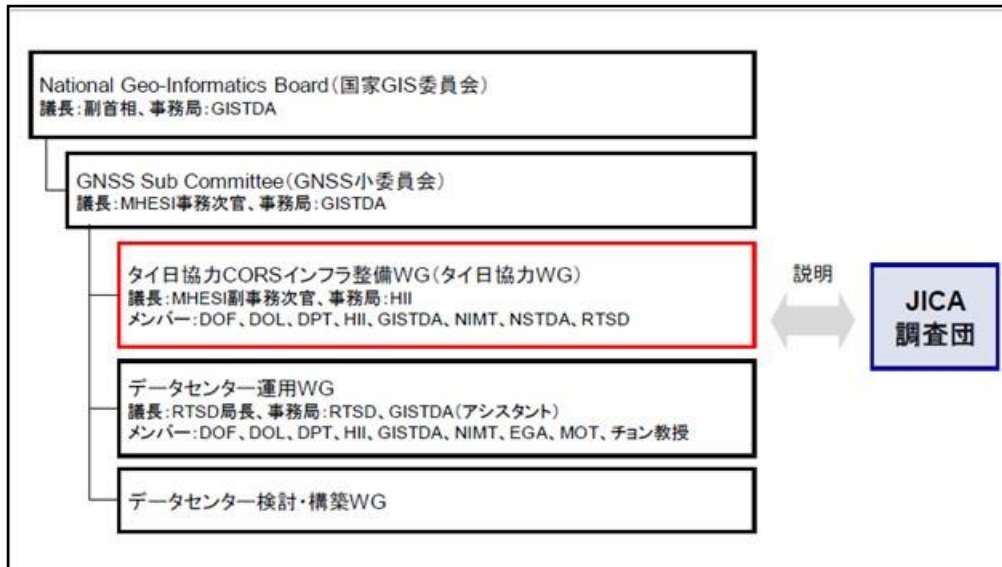 National Geo-Informatics Board(国家GIS委員会)
議長:副首相、事務局:GISTDA
GNSS Sub Committee(GNSS小委員会)
議長:MHESI事務次官、事務局:GISTDA
タイ日協力CORSインフラ整備WG(タイ日協力WG)
議長:MHESI副事務次官、事務局:HII
メンバー:DOF、DOL、DPT、HII、GISTDA、NIMT、NSTDA、RTSD
説明
JICA
調査団
データセンター運用WG
議長:RTSD局長、事務局:RTSD、GISTDA(アシスタント)
メンバー:DOF、DOL、DPT、HII、GISTDA、NIMT、EGA、MOT、チョン教授
データセンター検討・構築WG